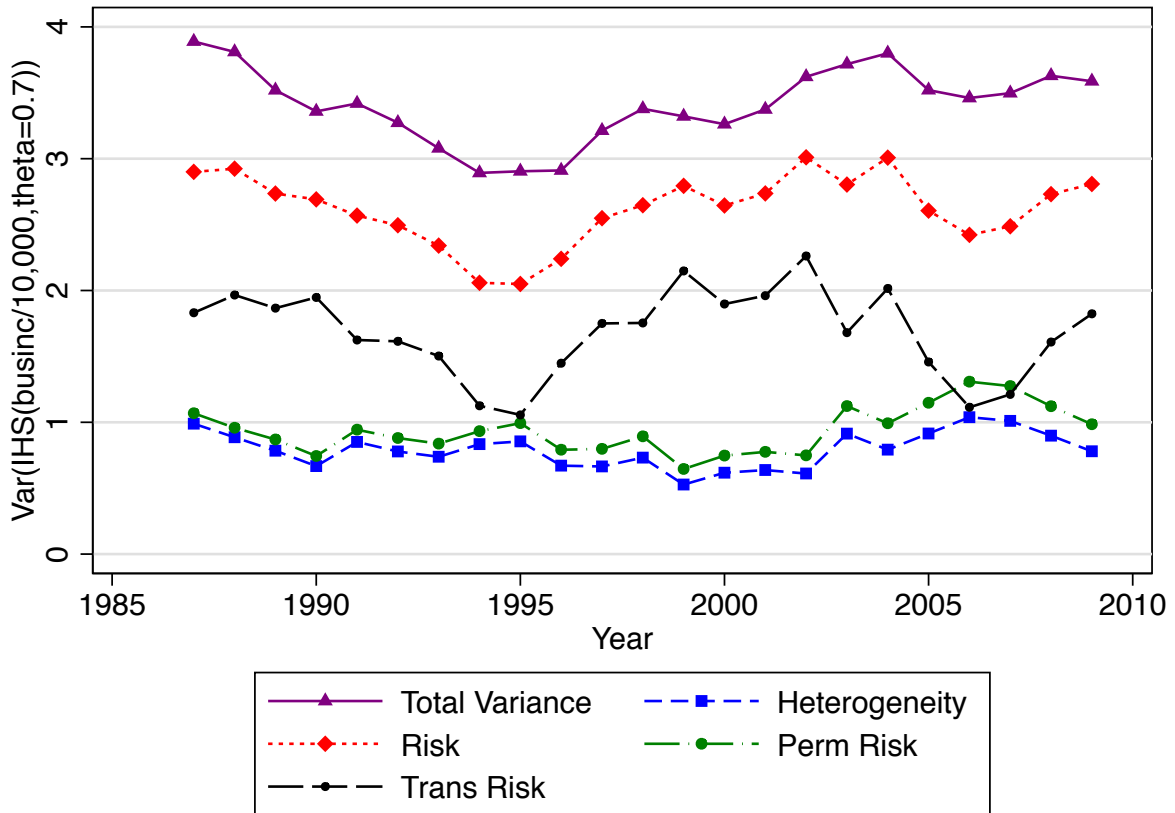 Var(IHS(businc/10,000,theta=0.7))
4
3
2
1
0
1985 1990 1995 2000 2005 2010
Year
Total Variance Heterogeneity
Risk Perm Risk
Trans Risk